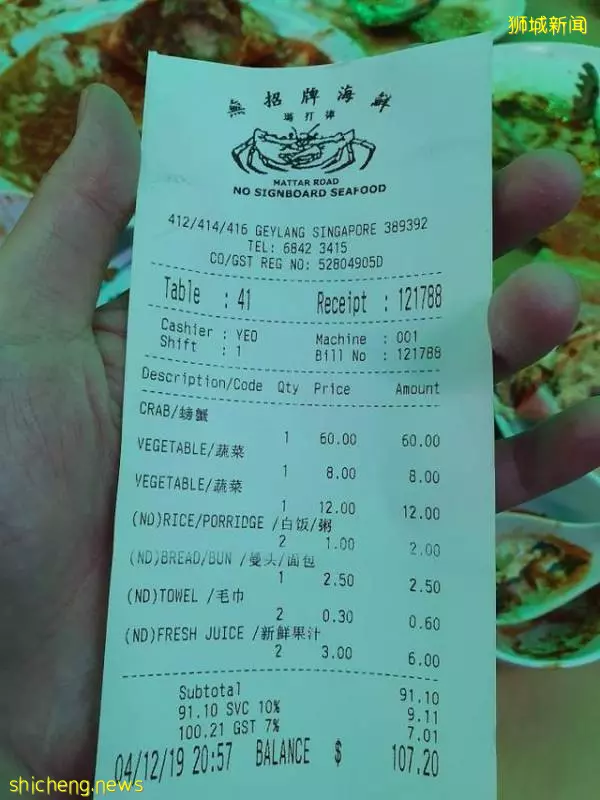 狮城新闻
無招牌海鮮
瑪打律
MATTAR ROAD
NO SIGNBOARD SEAFOOD
412/414/416 GEYLANG SINGAPORE 389392
TEL: 6842 3415
CO/GST REG NO: 52804905D
Table : 41 Receipt : 121788
Cashier : YEO Machine : 001
Shift : 1 Bill No : 121788
Description/Code Qty Price Amount
CRAB/螃蟹
1 60.00 60.00
VEGETABLE/蔬菜
1 8.00 8.00
VEGETABLE/蔬菜
1 12.00 12.00
(ND)RICE/PORRIDGE /白饭/粥
2 1.00 2.00
(ND)BREAD/BUN /曼头/面包
1 2.50 2.50
(ND)TOWEL /毛巾
2 0.30 0.60
(ND)FRESH JUICE /新鲜果汁
2 3.00 6.00
Subtotal 91.10
91.10 SVC 10% 9.11
100.21 GST 7% 7.01
04/12/19 20:57 BALANCE $ 107.20
shicheng.news